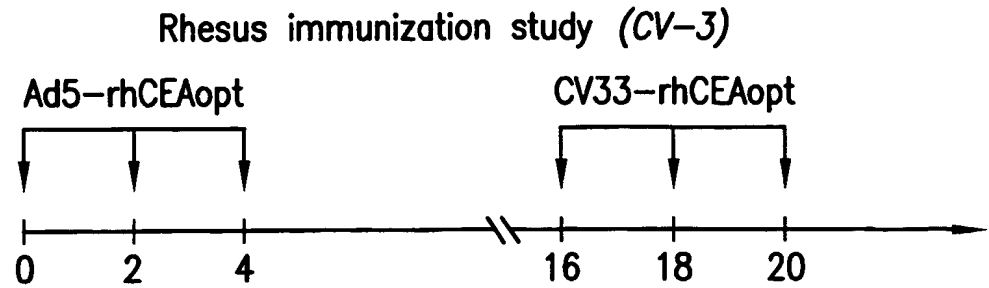 Rhesus immunization study (CV-3)
Ad5-rhCEAopt CV33-rhCEAopt
0 2 4 16 18 20